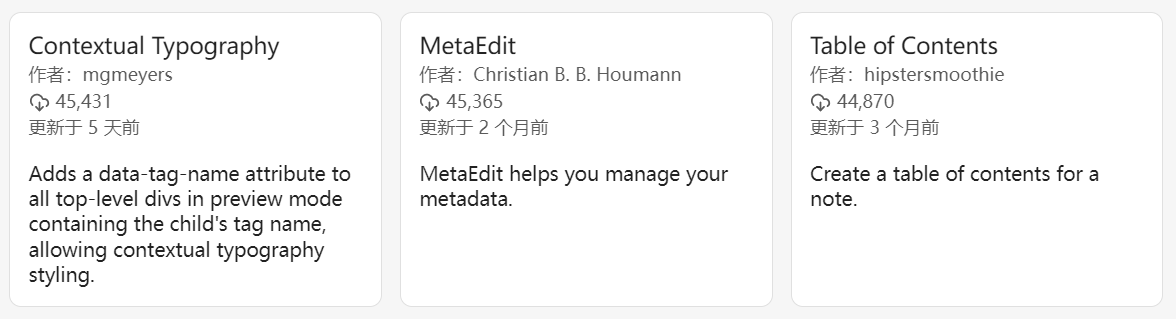 Contextual Typography
作者：mgmeyers
45,431
更新于 5 天前
Adds a data-tag-name attribute to
all top-level divs in preview mode
containing the child's tag name,
allowing contextual typography
styling.
MetaEdit
作者：Christian B. B. Houmann
45,365
更新于 2 个月前
MetaEdit helps you manage your
metadata.
Table of Contents
作者：hipstersmoothie
44,870
更新于 3 个月前
Create a table of contents for a
note.